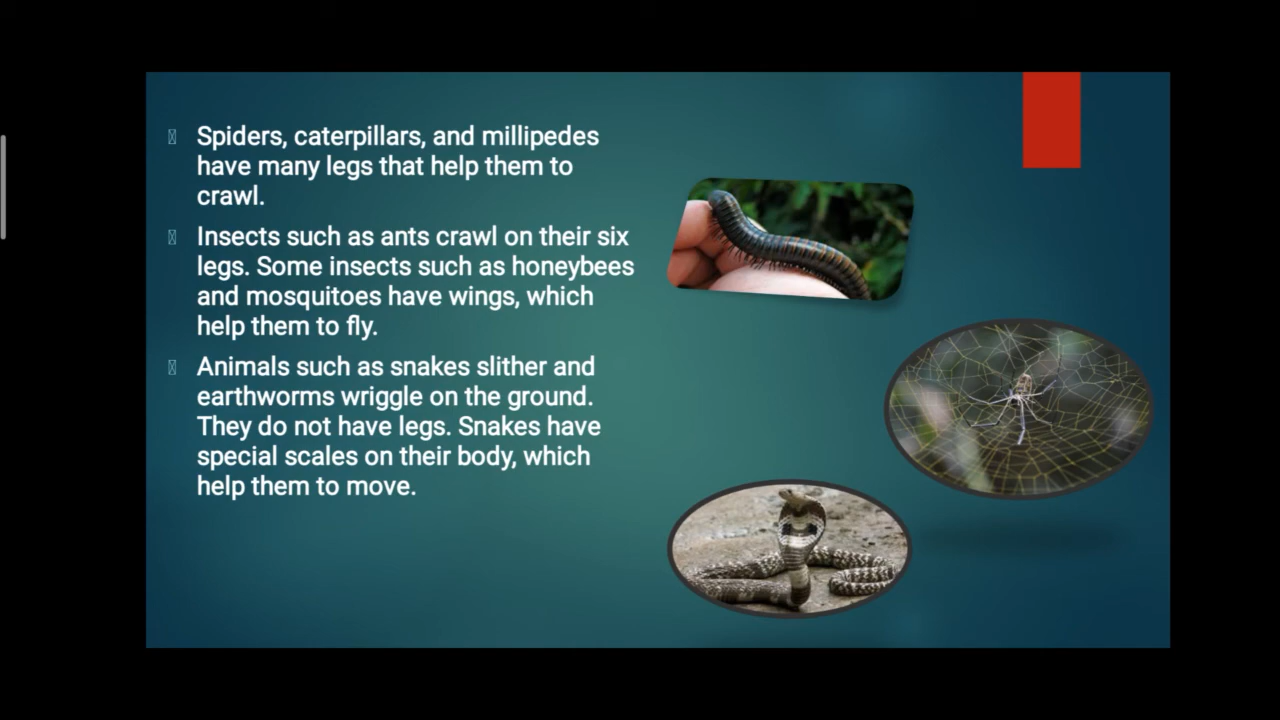 Spiders, caterpillars, and millipedes
have many legs that help them to
crawl.
Insects such as ants crawl on their six
legs. Some insects such as honeybees
and mosquitoes have wings, which
help them to fly.
Animals such as snakes slither and
earthworms wriggle on the ground.
They do not have legs. Snakes have
special scales on their body, which
help them to move.